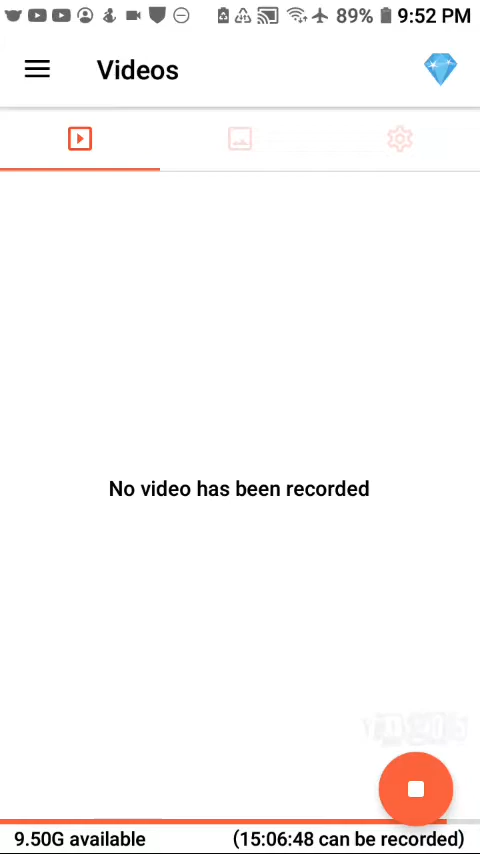 89% 9:52 PM
Videos
No video has been recorded
9.50G available (15:06:48 can be recorded)